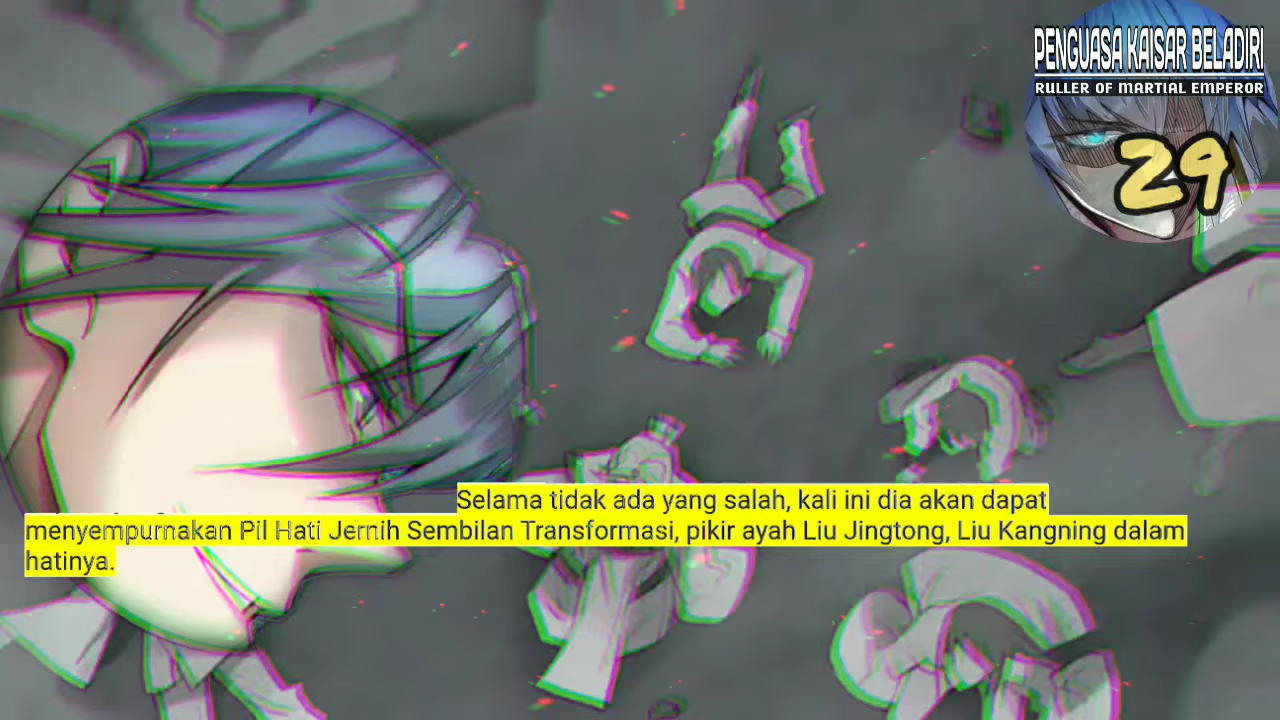 PENGUASA KAISAR BELADIRI
RULLER OF MARTIAL EMPEROR
29
Selama tidak ada yang salah, kali ini dia akan dapat
menyempurnakan Pil Hati Jernih Sembilan Transformasi, pikir ayah Liu Jingtong, Liu Kangning dalam
hatinya.